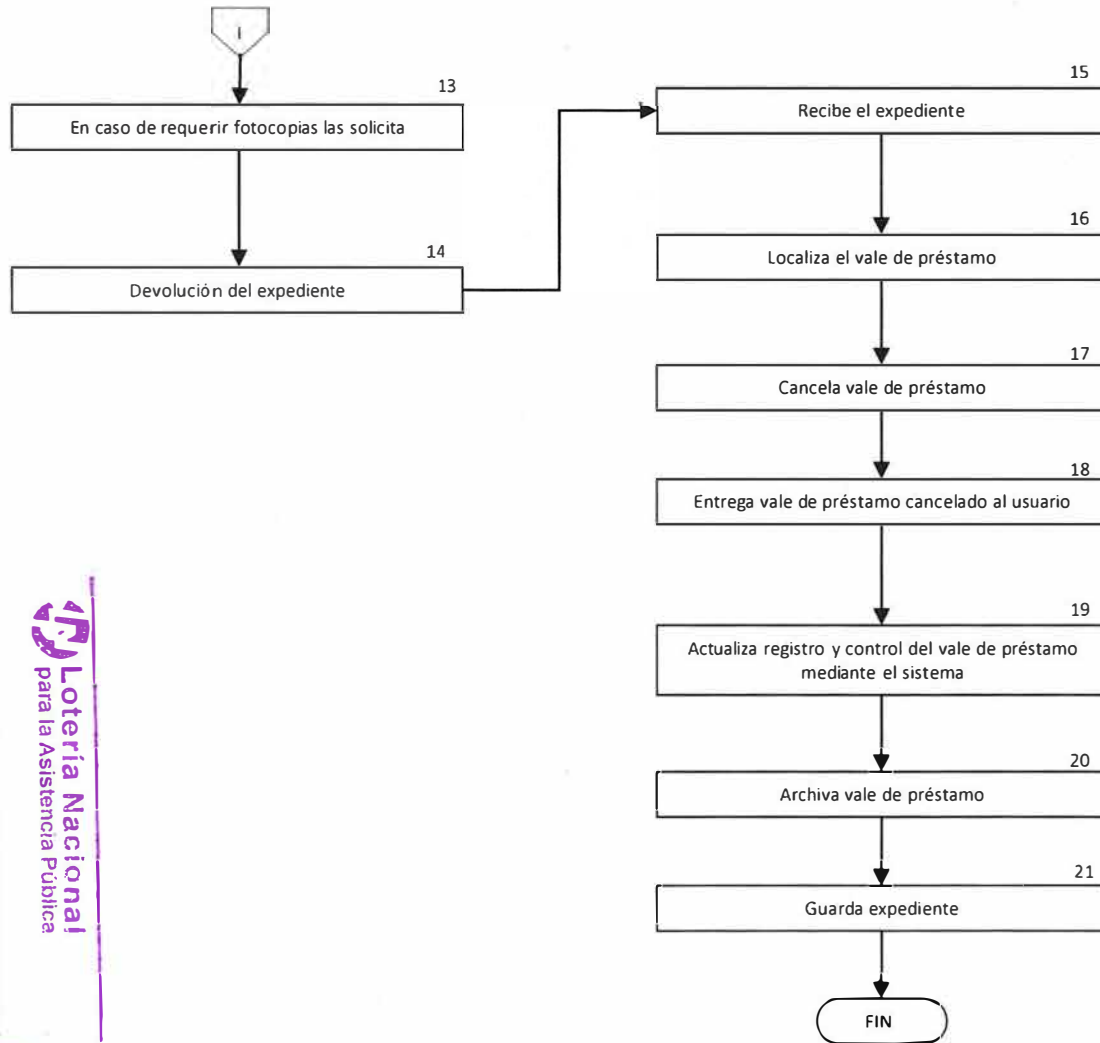 1
13
En caso de requerir fotocopias las solicita
14
Devolución del expediente
15
Recibe el expediente
16
Localiza el vale de préstamo
17
Cancela vale de préstamo
18
Entrega vale de préstamo cancelado al usuario
19
Actualiza registro y control del vale de préstamo
mediante el sistema
20
Archiva vale de préstamo
21
Guarda expediente
FIN
Lotería Nacional
para la Asistencia Pública